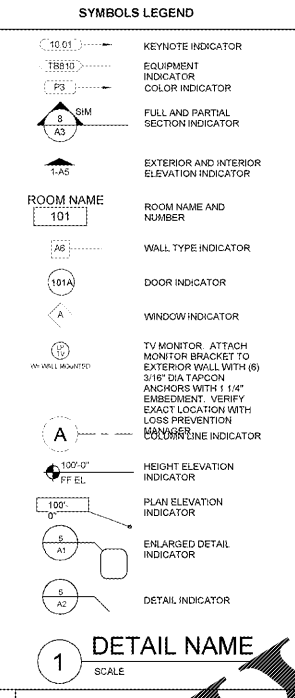 SYMBOLS LEGEND
10.01 KEYNOTE INDICATOR
TBB10 EQUIPMENT
INDICATOR
P3 COLOR INDICATOR
SIM
8 FULL AND PARTIAL
A3 SECTION INDICATOR
EXTERIOR AND INTERIOR
1-A5 ELEVATION INDICATOR
ROOM NAME ROOM NAME AND
101 NUMBER
A6 WALL TYPE INDICATOR
101A DOOR INDICATOR
A WINDOW INDICATOR
LP TV MONITOR. ATTACH
TV MONITOR BRACKET TO
WALL MOUNTED EXTERIOR WALL WITH (6)
3/16" DIA TAPCON
ANCHORS WITH 1 1/4"
EMBEDMENT. VERIFY
EXACT LOCATION WITH
LOSS PREVENTION
MANAGER
A COLUMN LINE INDICATOR
100'-0" HEIGHT ELEVATION
FF EL INDICATOR
100'- PLAN ELEVATION
0" INDICATOR
5 ENLARGED DETAIL
A1 INDICATOR
5
A2 DETAIL INDICATOR
1 DETAIL NAME
SCALE